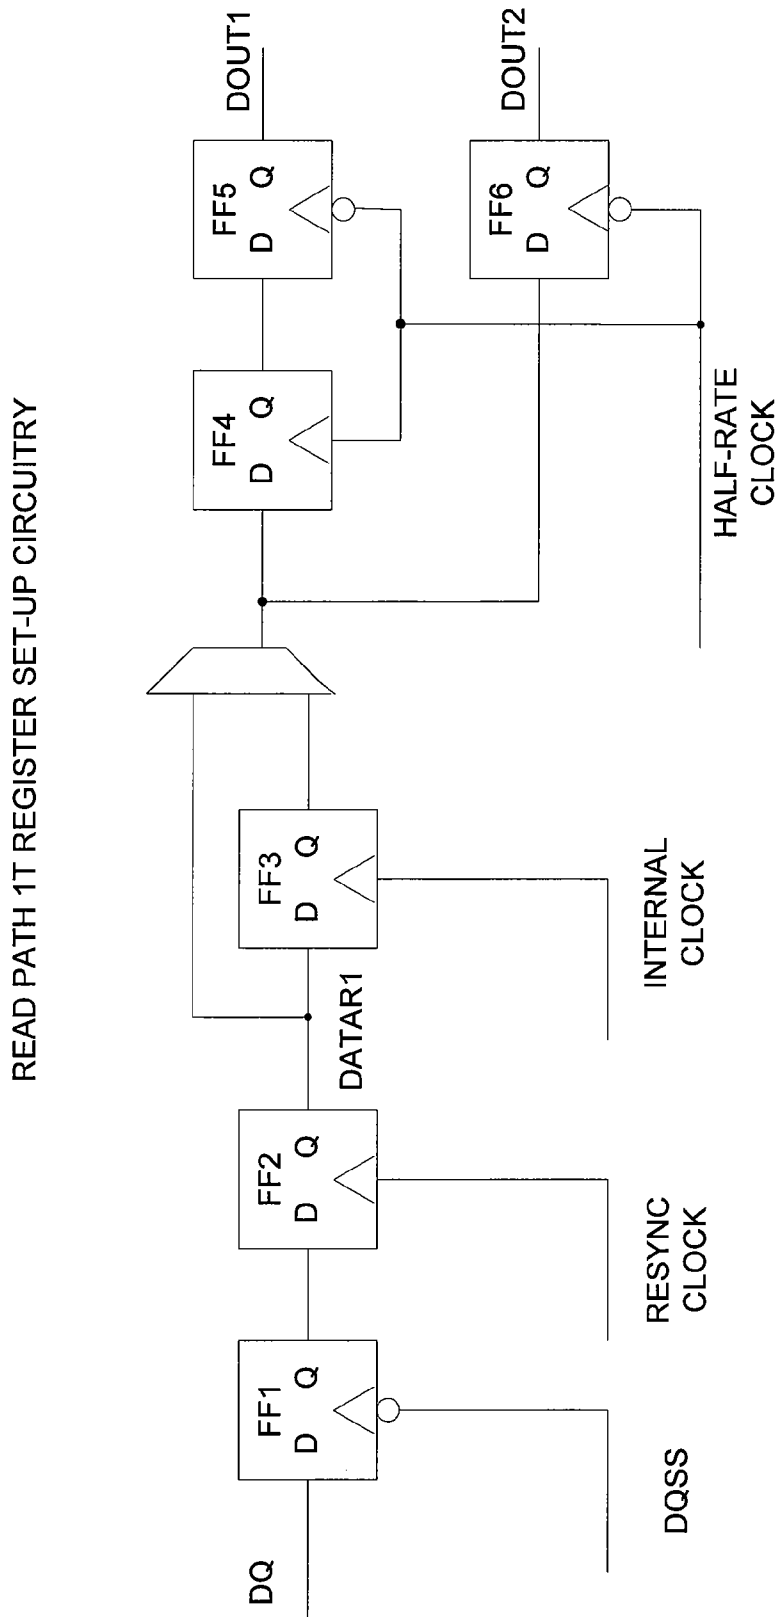 READ PATH 1T REGISTER SET-UP CIRCUITRY
DQ
FF1
D Q
DQSS
FF2
D Q
RESYNC
CLOCK
DATAR1
FF3
D Q
INTERNAL
CLOCK
FF4
D Q
FF5
D Q
DOUT1
FF6
D Q
DOUT2
HALF-RATE
CLOCK